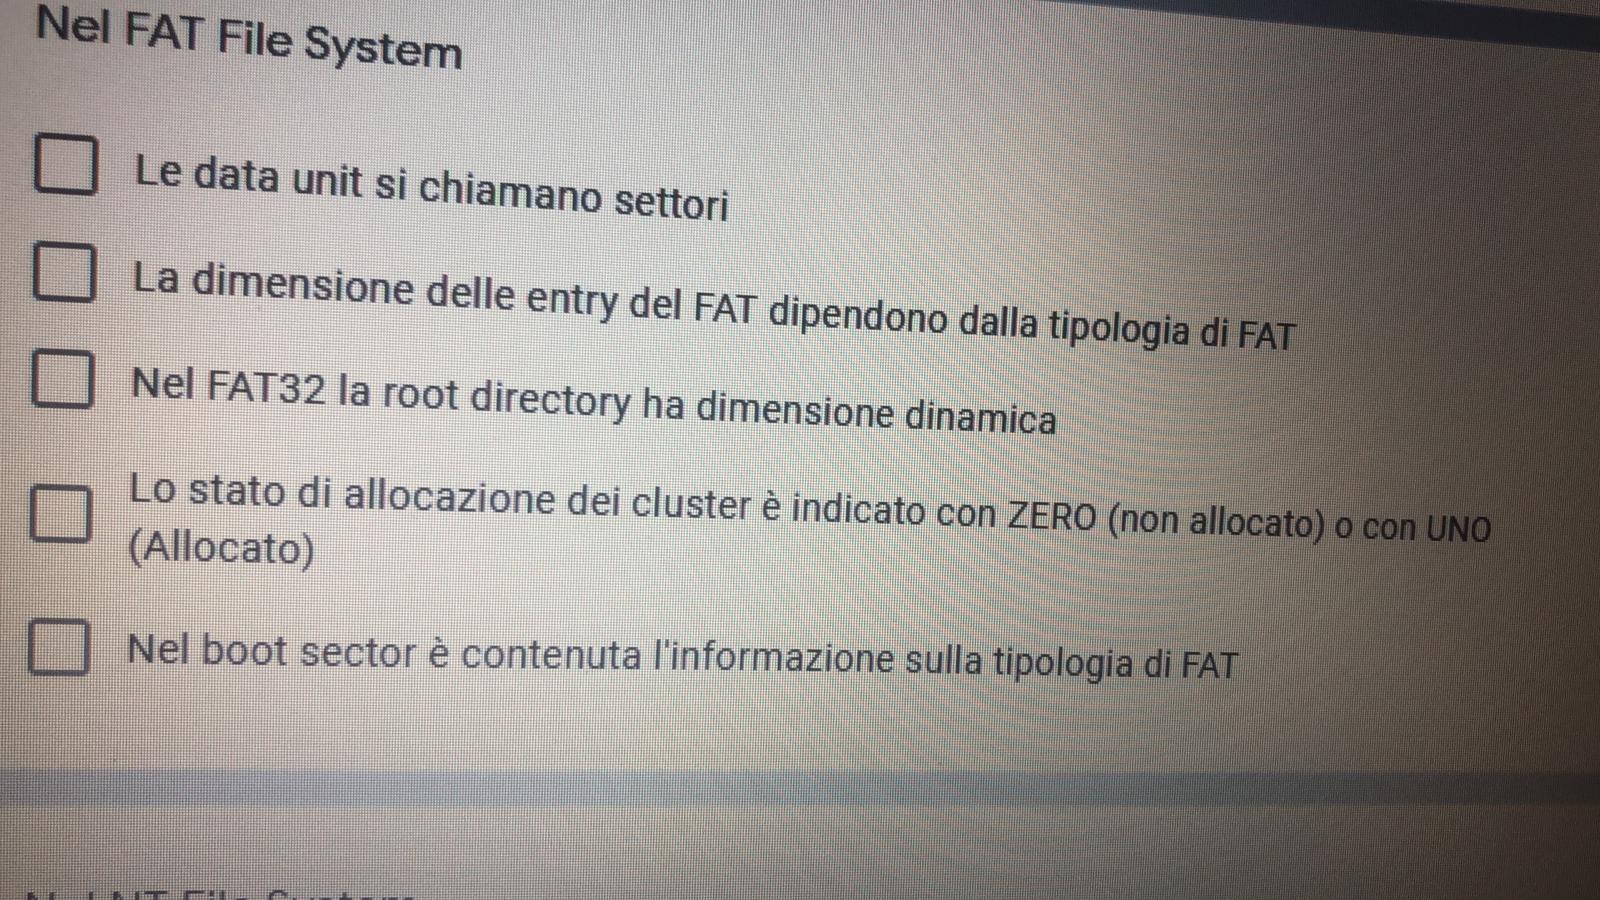 Nel FAT File System
Le data unit si chiamano settori
La dimensione delle entry del FAT dipendono dalla tipologia di FAT
Nel FAT32 la root directory ha dimensione dinamica
Lo stato di allocazione dei cluster è indicato con ZERO (non allocato) o con UNO
(Allocato)
Nel boot sector è contenuta l'informazione sulla tipologia di FAT